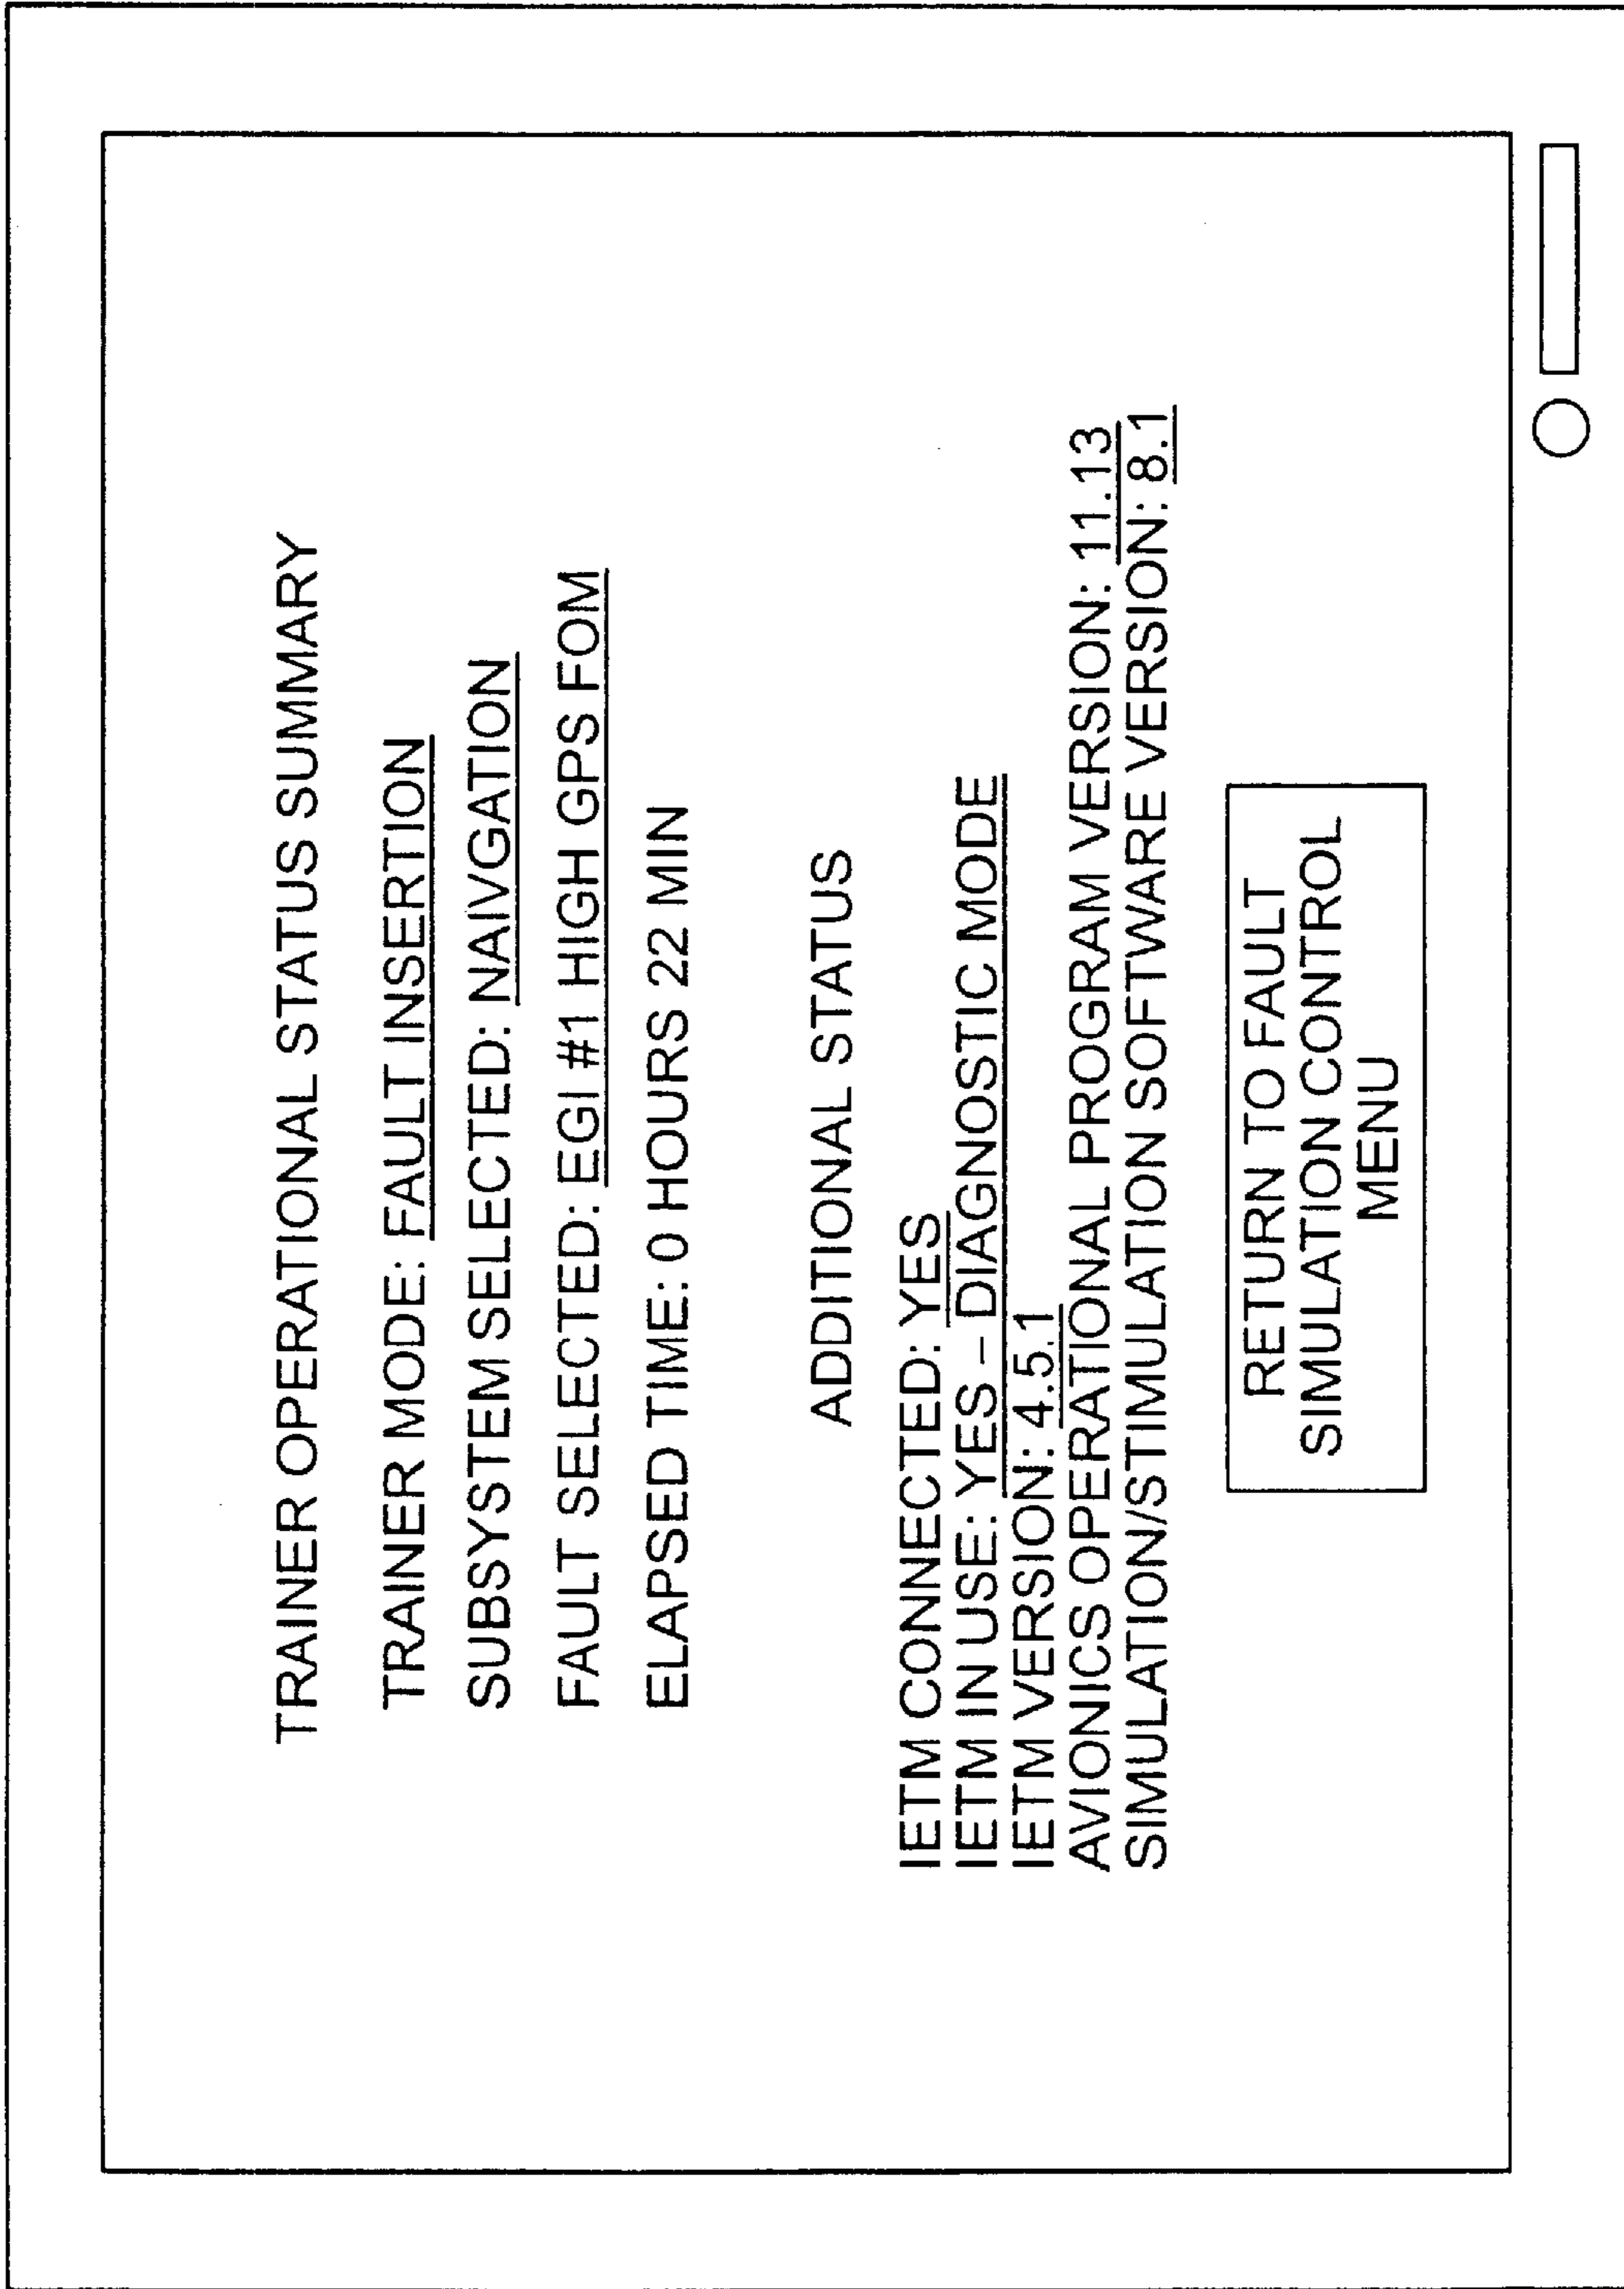 TRAINER OPERATIONAL STATUS SUMMARY
TRAINER MODE: FAULT INSERTION
SUBSYSTEM SELECTED: NAIVGATION
FAULT SELECTED: EGI #1 HIGH GPS FOM
ELAPSED TIME: 0 HOURS 22 MIN
ADDITIONAL STATUS
IETM CONNECTED: YES
IETM IN USE: YES – DIAGNOSTIC MODE
IETM VERSION: 4.5.1
AVIONICS OPERATIONAL PROGRAM VERSION: 11.13
SIMULATION/STIMULATION SOFTWARE VERSION: 8.1
RETURN TO FAULT
SIMULATION CONTROL
MENU